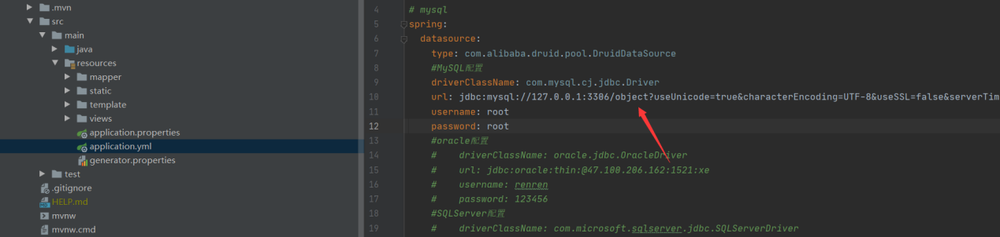 .mvn
src
main
java
resources
mapper
static
template
views
application.properties
application.yml
generator.properties
test
.gitignore
HELP.md
mvnw
mvnw.cmd
4 # mysql
5 spring:
6 datasource:
7 type: com.alibaba.druid.pool.DruidDataSource
8 #MySQL配置
9 driverClassName: com.mysql.cj.jdbc.Driver
10 url: jdbc:mysql://127.0.0.1:3306/object?useUnicode=true&characterEncoding=UTF-8&useSSL=false&serverTim
11 username: root
12 password: root
13 #oracle配置
14 # driverClassName: oracle.jdbc.OracleDriver
15 # url: jdbc:oracle:thin:@47.100.206.162:1521:xe
16 # username: renren
17 # password: 123456
18 #SQLServer配置
19 # driverClassName: com.microsoft.sqlserver.jdbc.SQLServerDriver